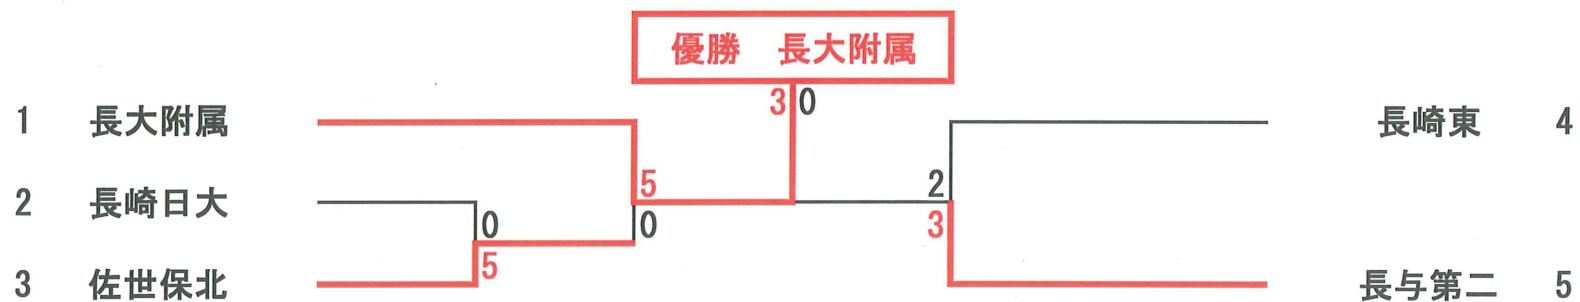 優勝 長大附属
3 0
1 長大附属
長崎東 4
5
2
2 長崎日大
0
0
3
5
3 佐世保北
長与第二 5